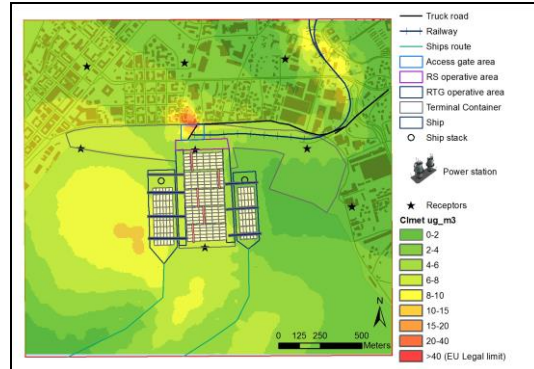 Truck road
Railway
Ships route
Access gate area
RS operative area
RTG operative area
Terminal Container
Ship
Ship stack
Power station
Receptors
Clmet ug_m3
0-2
2-4
4-6
6-8
8-10
10-15
15-20
20-40
>40 (EU Legal limit)
N
0 125 250 500
Meters